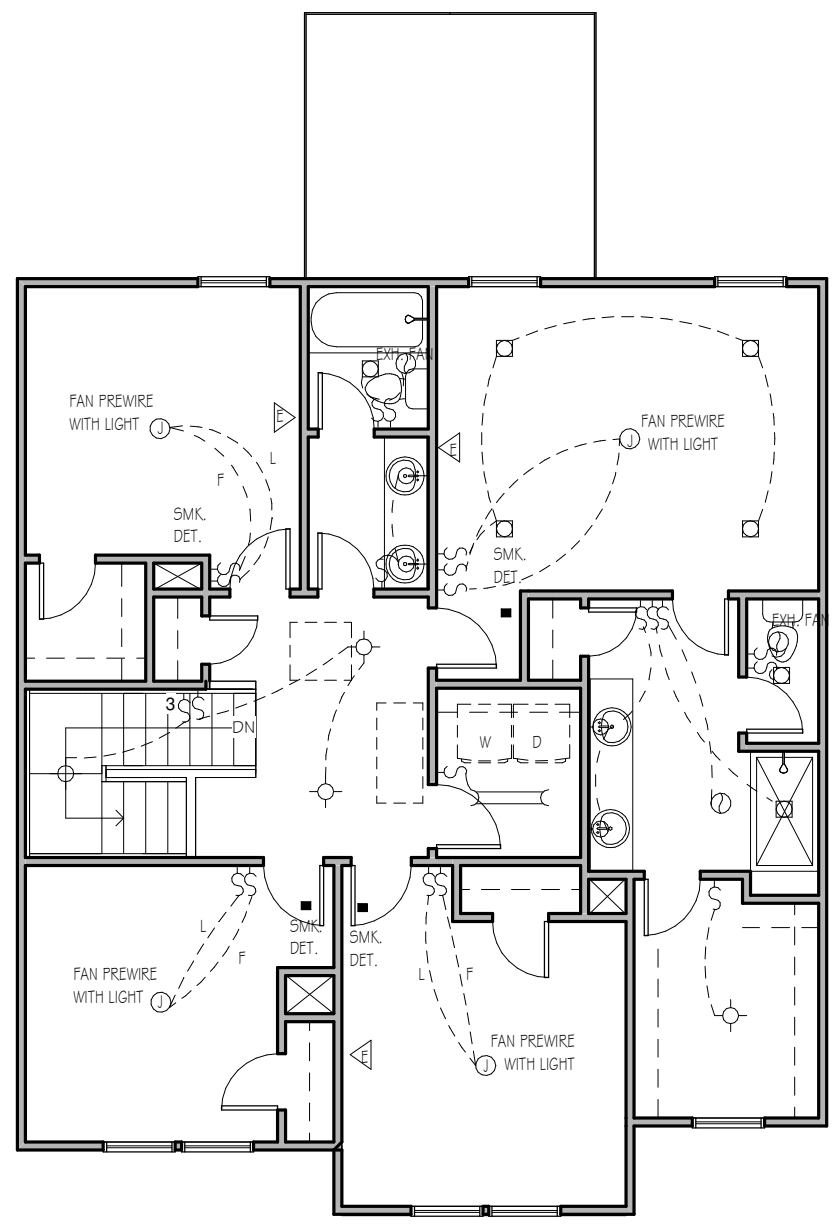 EXH. FAN
FAN PREWIRE
WITH LIGHT
J
E
FAN PREWIRE
WITH LIGHT
J
E
L
F
SMK.
DET.
SMK.
DET.
EXH. FAN
3
DN
W
D
L
F
SMK.
DET.
SMK.
DET.
FAN PREWIRE
WITH LIGHT
J
L
F
FAN PREWIRE
WITH LIGHT
J
E